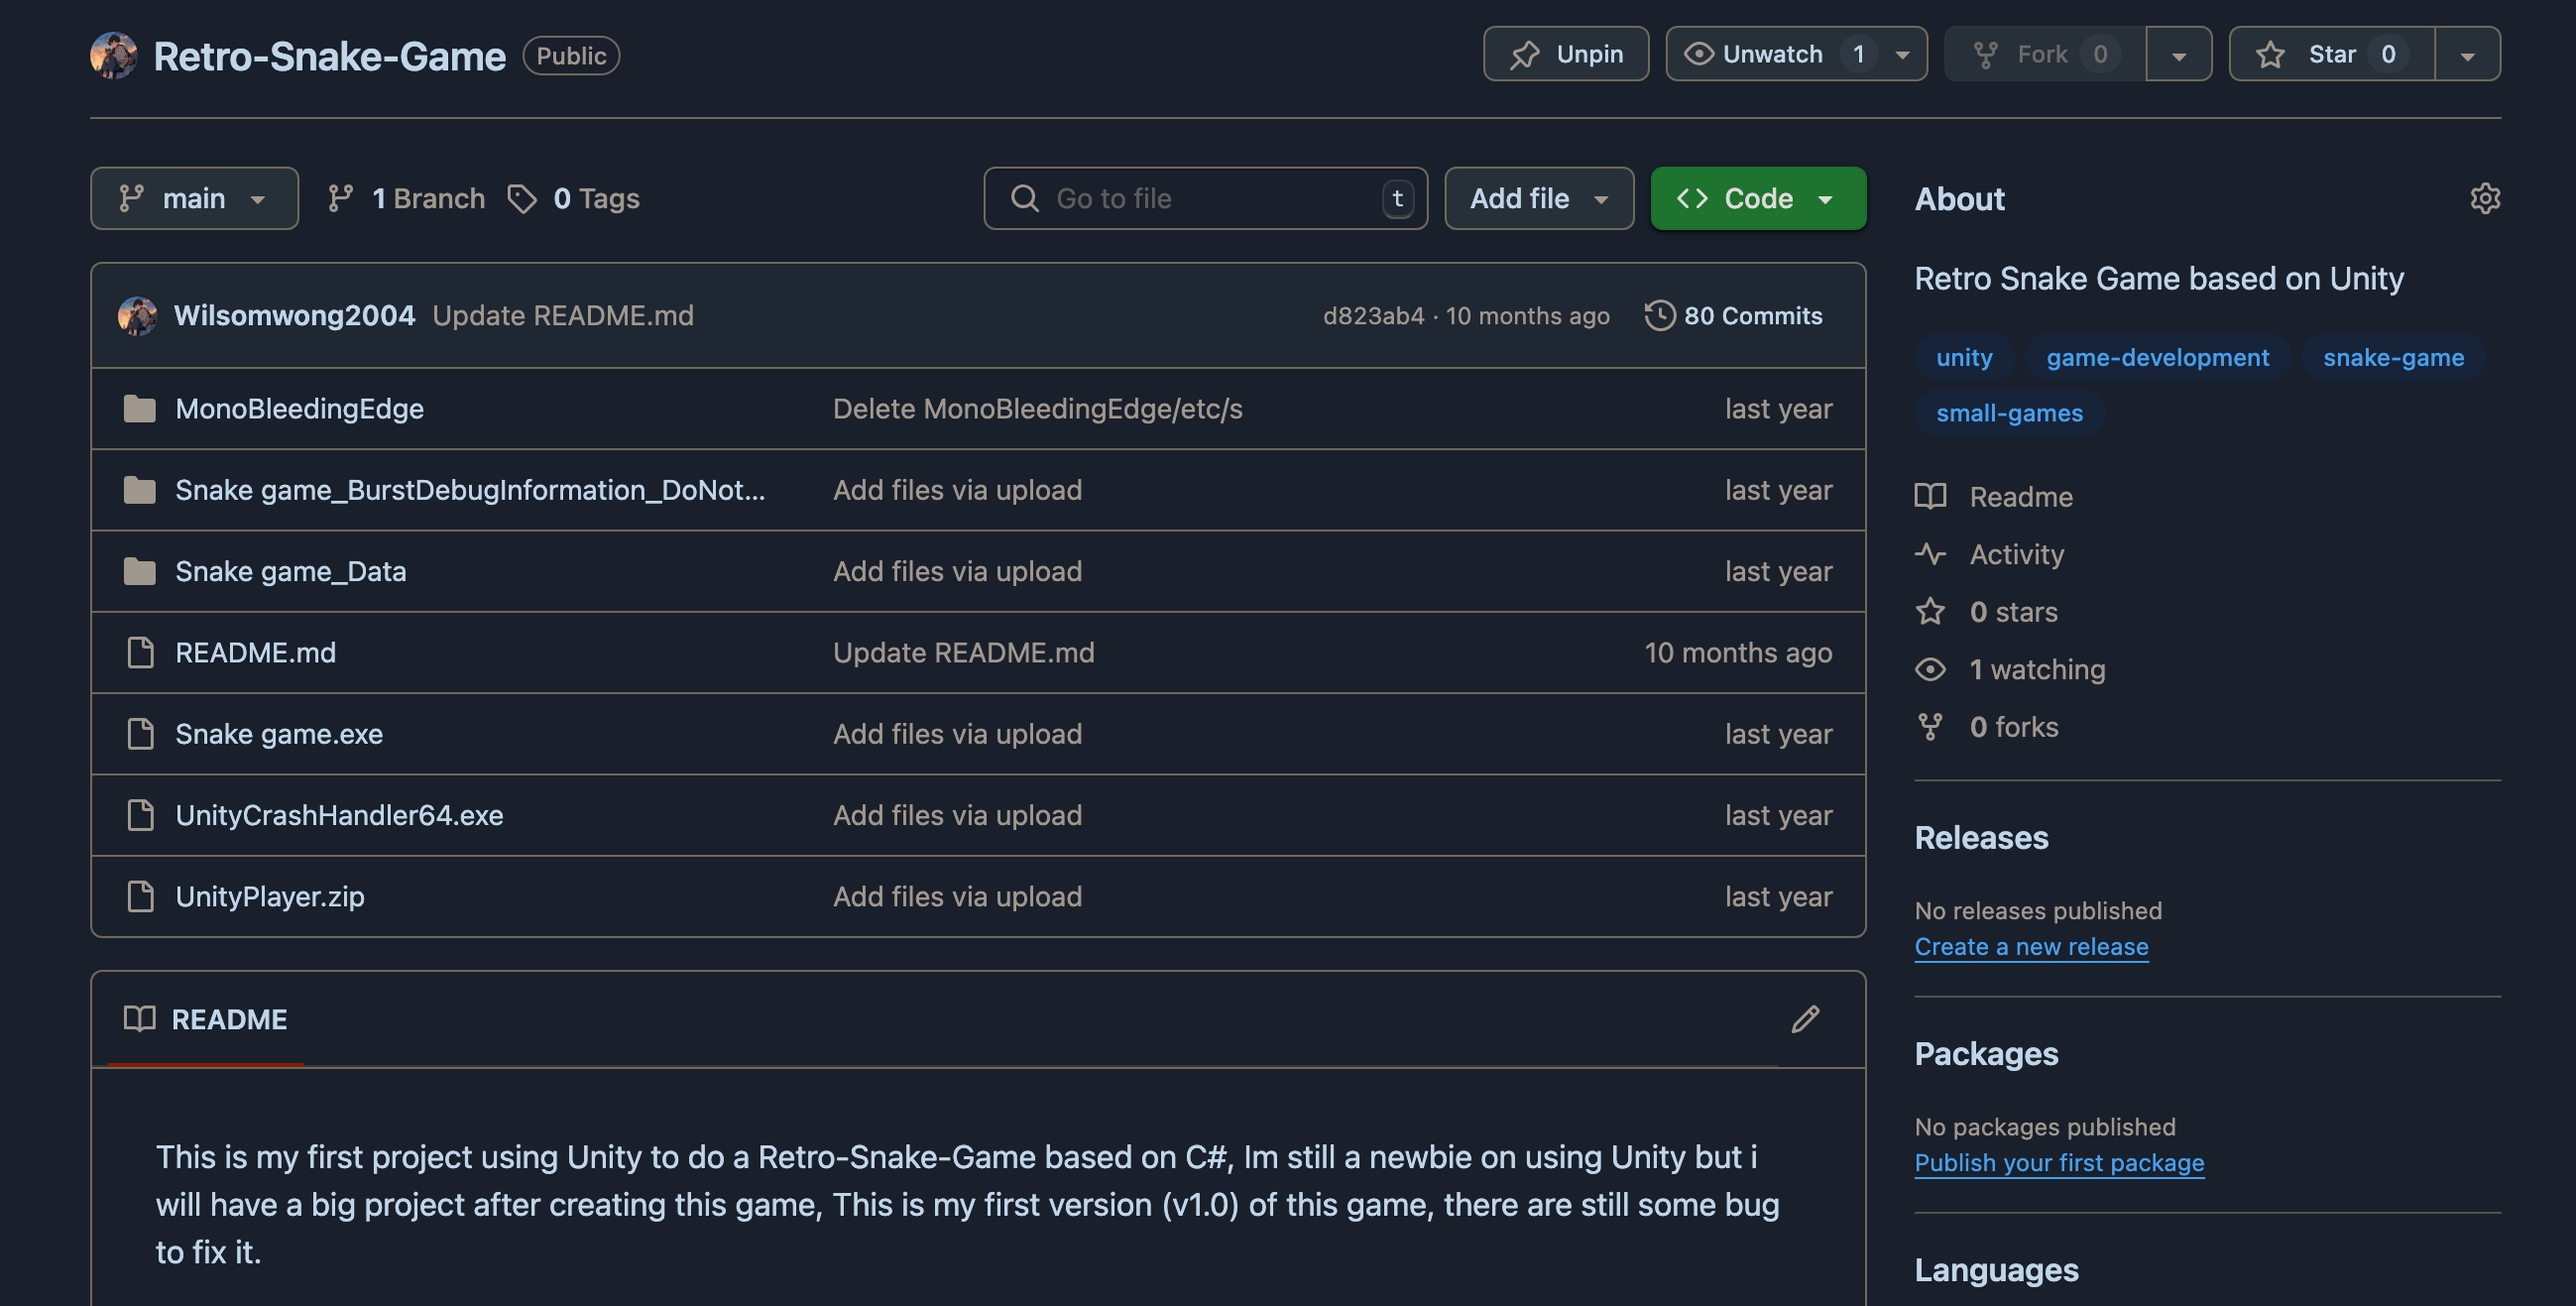 Retro-Snake-Game Public
Unpin
Unwatch 1
Fork 0
Star 0
main
1 Branch
0 Tags
Go to file t
Add file
Code
Wilsomwong2004 Update README.md d823ab4 · 10 months ago 80 Commits
MonoBleedingEdge Delete MonoBleedingEdge/etc/s last year
Snake game_BurstDebugInformation_DoNot... Add files via upload last year
Snake game_Data Add files via upload last year
README.md Update README.md 10 months ago
Snake game.exe Add files via upload last year
UnityCrashHandler64.exe Add files via upload last year
UnityPlayer.zip Add files via upload last year
README
This is my first project using Unity to do a Retro-Snake-Game based on C#, Im still a newbie on using Unity but i
will have a big project after creating this game, This is my first version (v1.0) of this game, there are still some bug
to fix it.
About
Retro Snake Game based on Unity
unity game-development snake-game
small-games
Readme
Activity
0 stars
1 watching
0 forks
Releases
No releases published
Create a new release
Packages
No packages published
Publish your first package
Languages